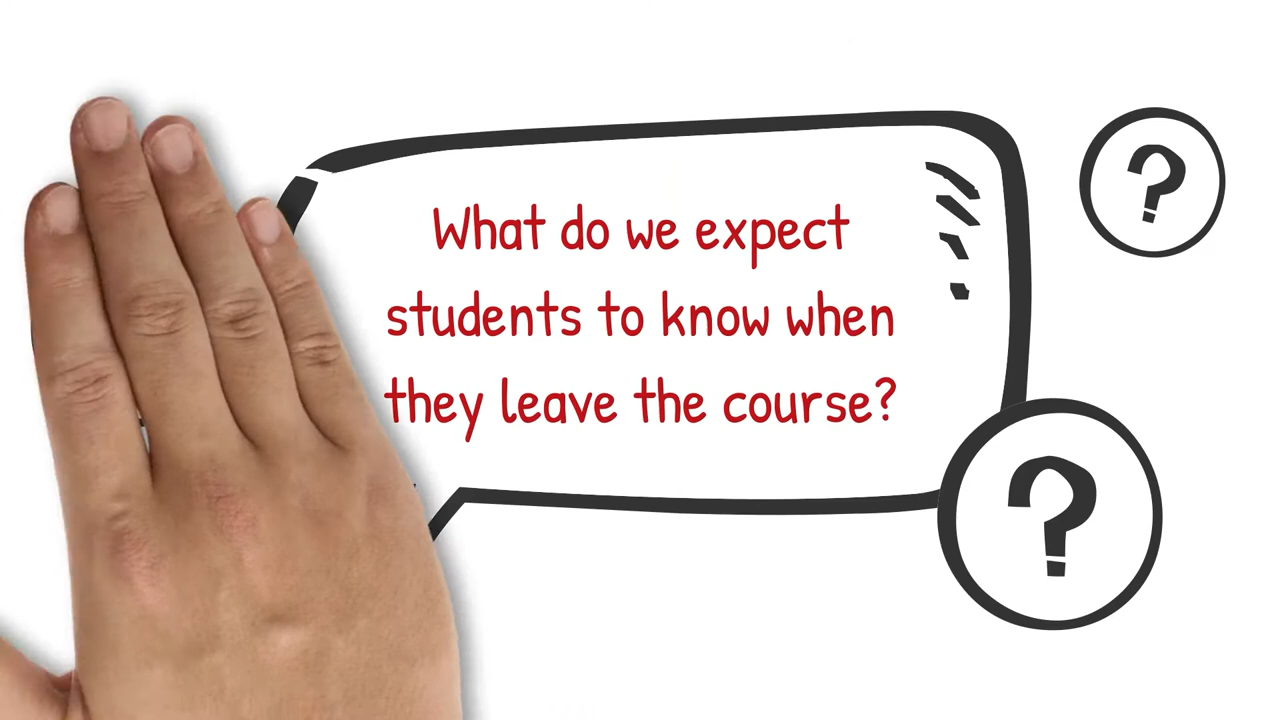 What do we expect
students to know when
they leave the course?
?
?